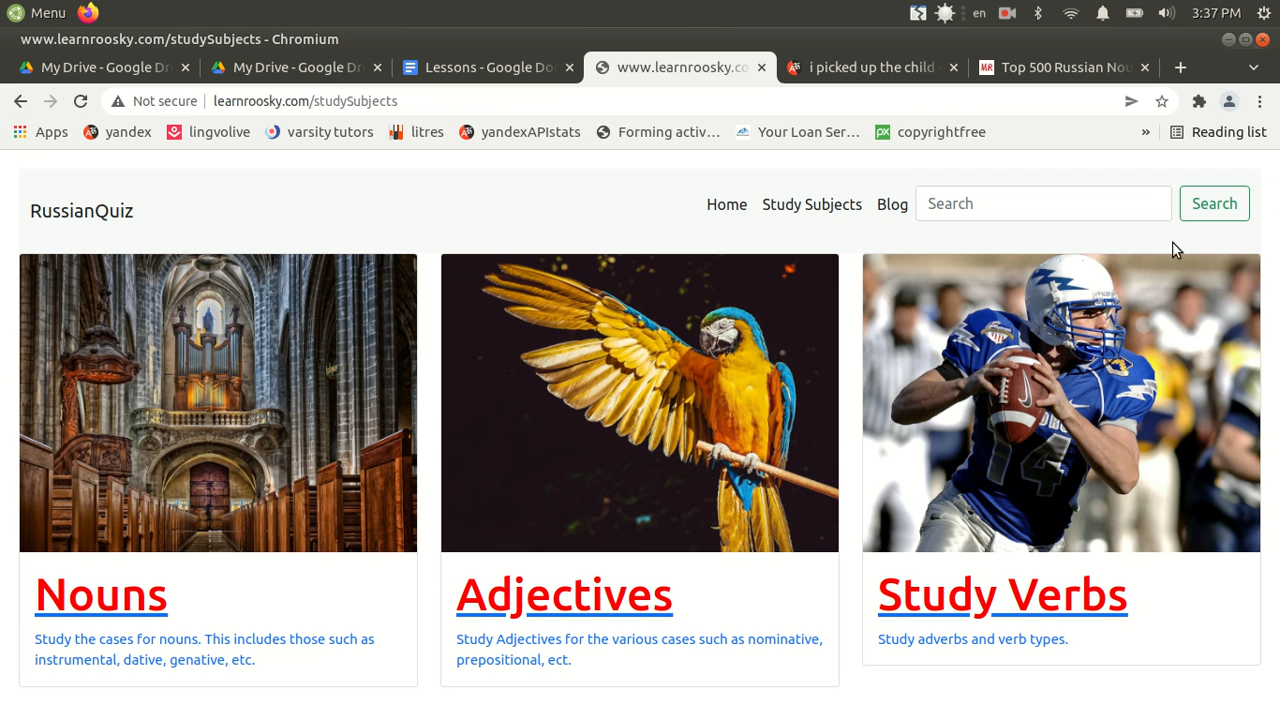 Menu
en
3:37 PM
www.learnroosky.com/studySubjects - Chromium
My Drive - Google Dr
My Drive - Google Dr
Lessons - Google Do
www.learnroosky.co
i picked up the child
Top 500 Russian Nou
Not secure
learnroosky.com/studySubjects
Apps
yandex
lingvolive
varsity tutors
litres
yandexAPIstats
Forming activ…
Your Loan Ser…
copyrightfree
»
Reading list
RussianQuiz
Home
Study Subjects
Blog
Search
Search
14
Nouns
Study the cases for nouns. This includes those such as
instrumental, dative, genative, etc.
Adjectives
Study Adjectives for the various cases such as nominative,
prepositional, ect.
Study Verbs
Study adverbs and verb types.